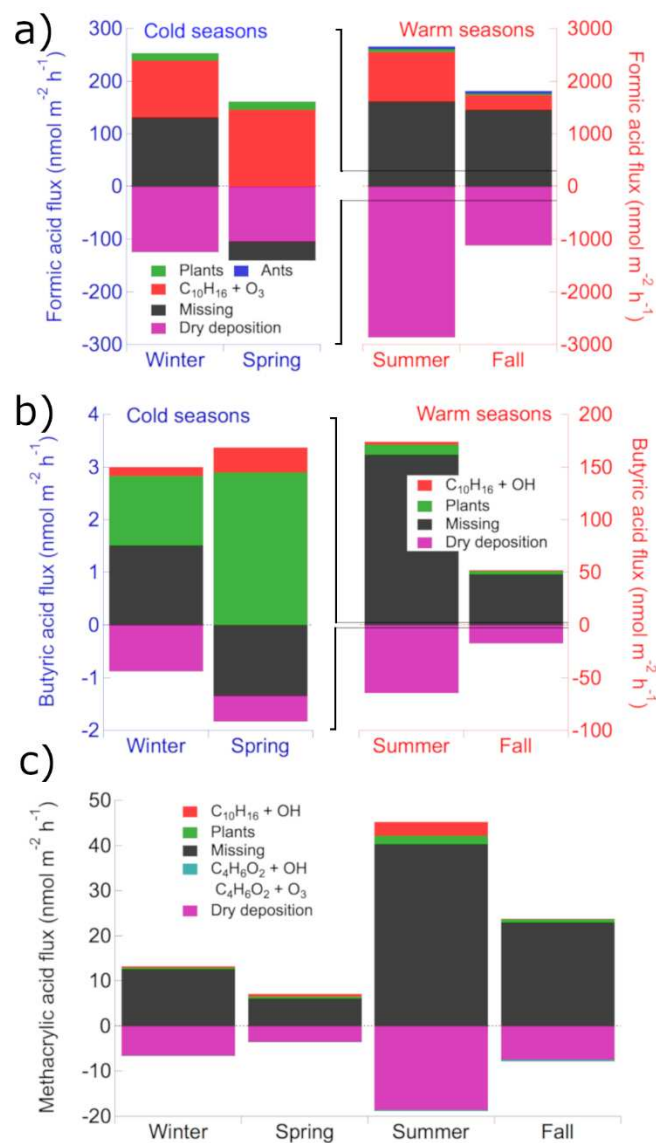 a)
Cold seasons
Warm seasons
Formic acid flux (nmol m⁻² h⁻¹)
300
200
100
0
-100
-200
-300
Plants
Ants
C₁₀H₁₆ + O₃
Missing
Dry deposition
Winter
Spring
Summer
Fall
3000
2000
1000
0
-1000
-2000
-3000
Formic acid flux (nmol m⁻² h⁻¹)
b)
Cold seasons
Warm seasons
Butyric acid flux (nmol m⁻² h⁻¹)
4
3
2
1
0
-1
-2
Winter
Spring
C₁₀H₁₆ + OH
Plants
Missing
Dry deposition
Summer
Fall
200
150
100
50
0
-50
-100
Butyric acid flux (nmol m⁻² h⁻¹)
c)
Methacrylic acid flux (nmol m⁻² h⁻¹)
50
40
30
20
10
0
-10
-20
C₁₀H₁₆ + OH
Plants
Missing
C₄H₆O₂ + OH
C₄H₆O₂ + O₃
Dry deposition
Winter
Spring
Summer
Fall